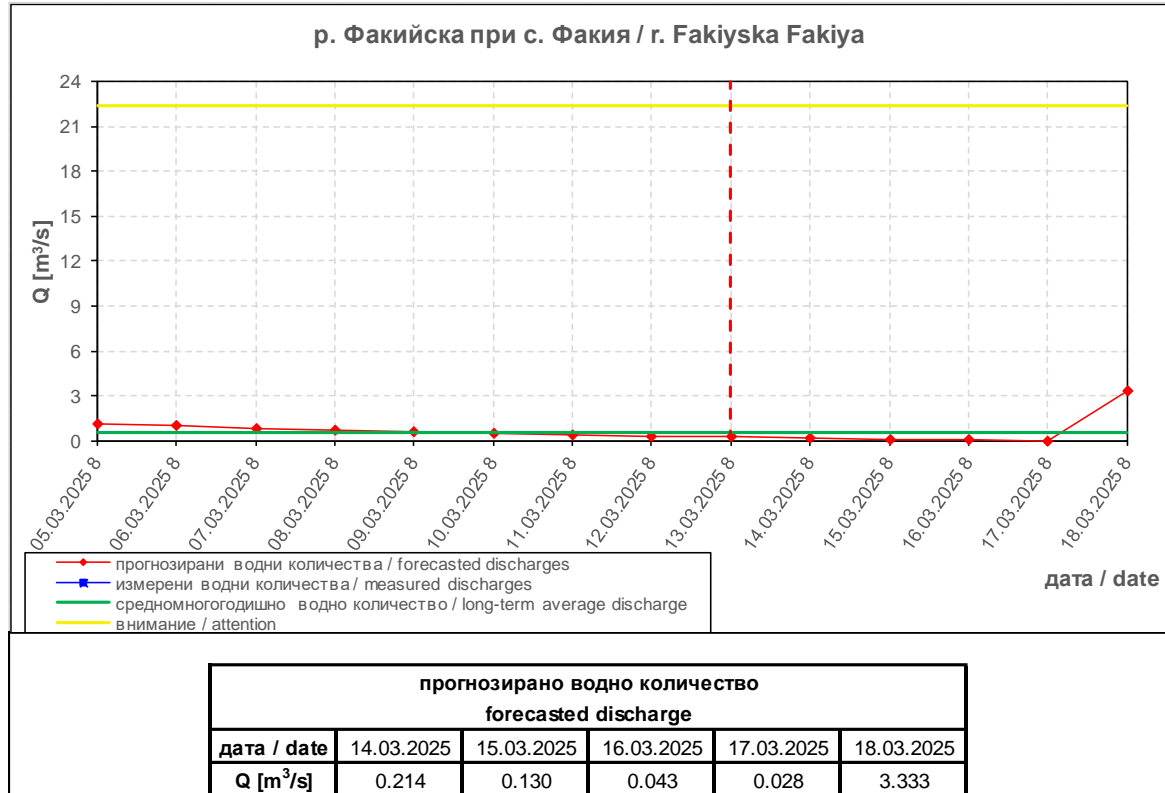 р. Факийска при с. Факия / r. Fakiyska Fakiya
24
21
18
15
12
9
6
3
0
Q [m³/s]
05.03.2025 8
06.03.2025 8
07.03.2025 8
08.03.2025 8
09.03.2025 8
10.03.2025 8
11.03.2025 8
12.03.2025 8
13.03.2025 8
14.03.2025 8
15.03.2025 8
16.03.2025 8
17.03.2025 8
18.03.2025 8
дата / date
прогнозирани водни количества / forecasted discharges
измерени водни количества / measured discharges
средномногогодишно водно количество / long-term average discharge
внимание / attention
прогнозирано водно количество
forecasted discharge
дата / date 14.03.2025 15.03.2025 16.03.2025 17.03.2025 18.03.2025
Q [m³/s] 0.214 0.130 0.043 0.028 3.333